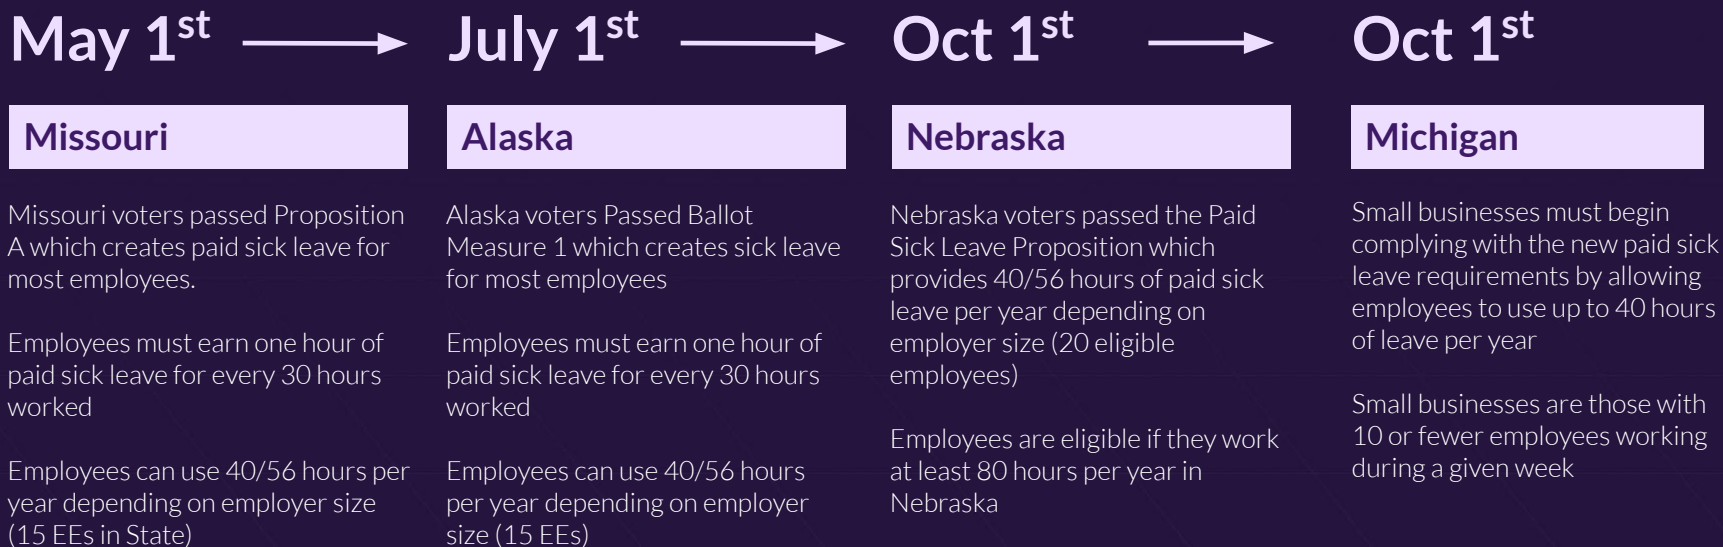 May 1st
Missouri
Missouri voters passed Proposition
A which creates paid sick leave for
most employees.
Employees must earn one hour of
paid sick leave for every 30 hours
worked
Employees can use 40/56 hours per
year depending on employer size
(15 EEs in State)
July 1st
Alaska
Alaska voters Passed Ballot
Measure 1 which creates sick leave
for most employees
Employees must earn one hour of
paid sick leave for every 30 hours
worked
Employees can use 40/56 hours
per year depending on employer
size (15 EEs)
Oct 1st
Nebraska
Nebraska voters passed the Paid
Sick Leave Proposition which
provides 40/56 hours of paid sick
leave per year depending on
employer size (20 eligible
employees)
Employees are eligible if they work
at least 80 hours per year in
Nebraska
Oct 1st
Michigan
Small businesses must begin
complying with the new paid sick
leave requirements by allowing
employees to use up to 40 hours
of leave per year
Small businesses are those with
10 or fewer employees working
during a given week